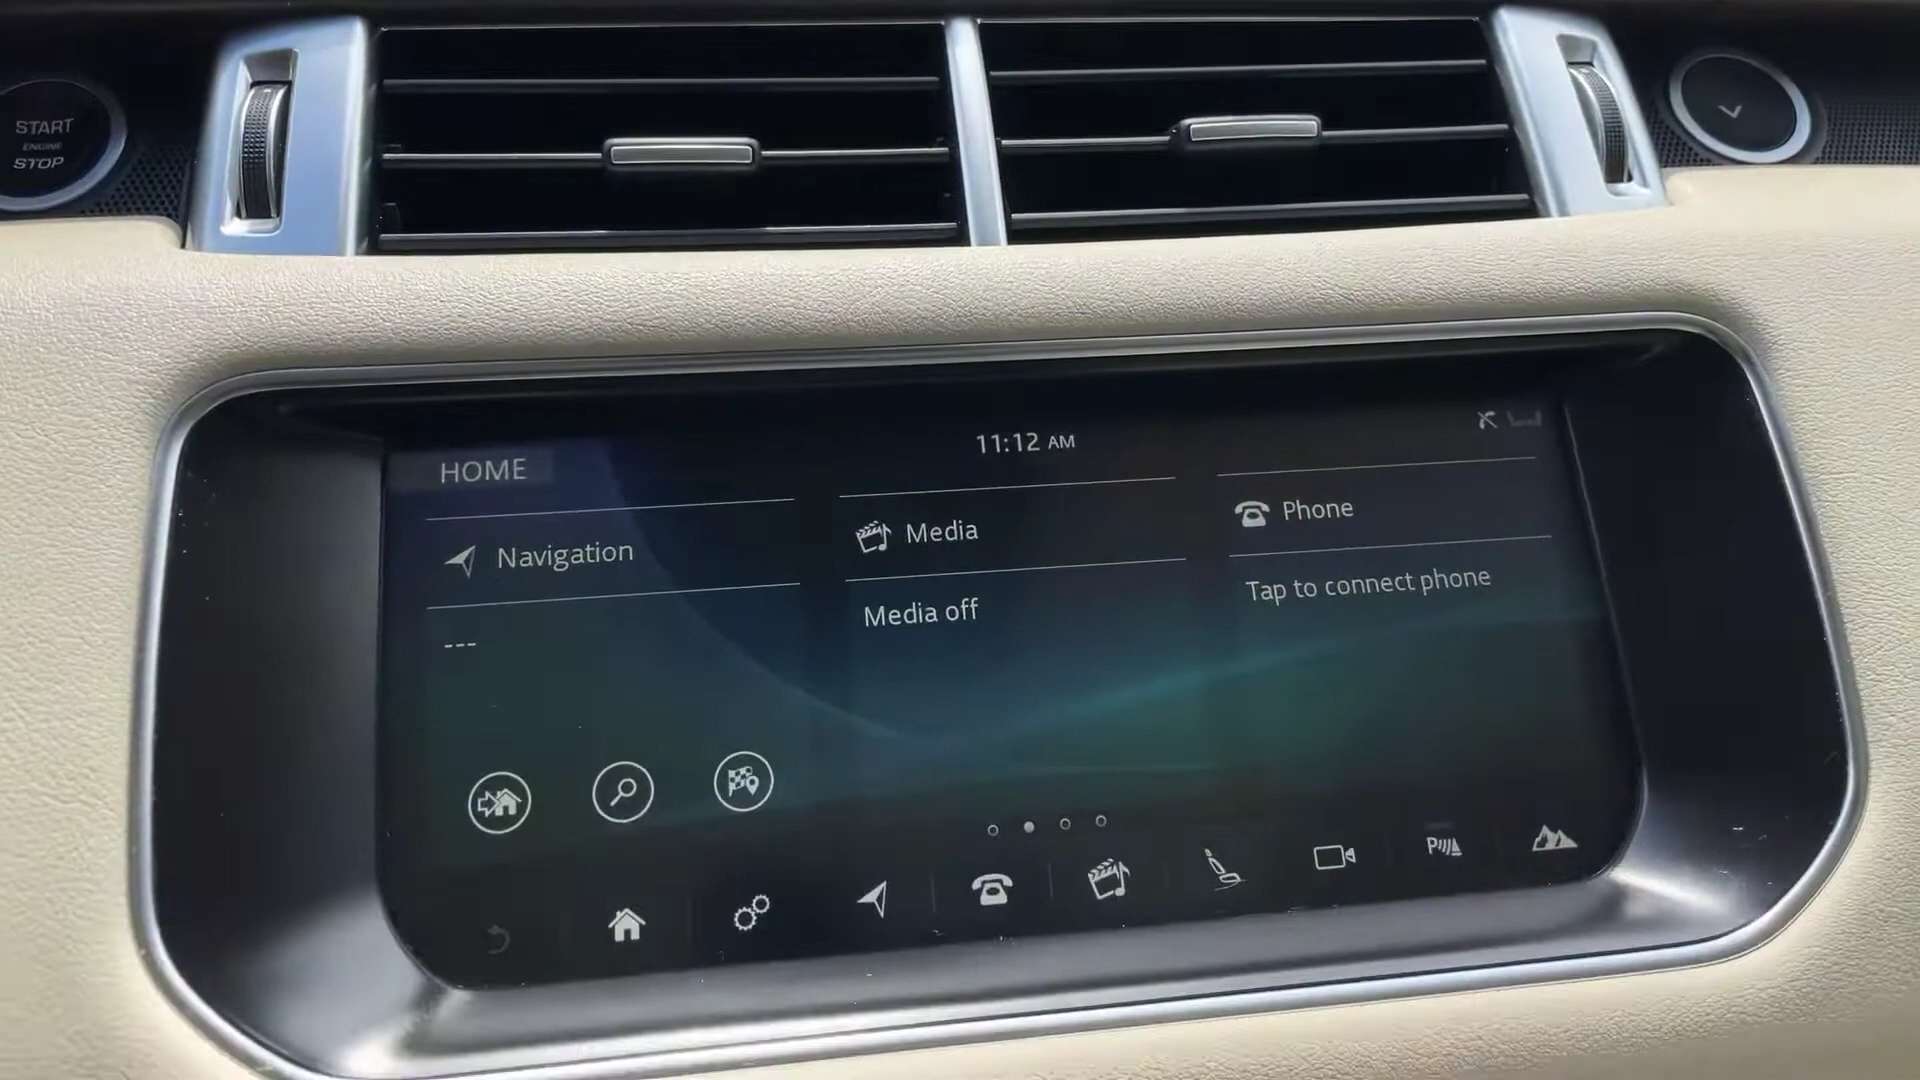 START
ENGINE
STOP
11:12 AM
HOME
Navigation
Media
Phone
---
Media off
Tap to connect phone
P